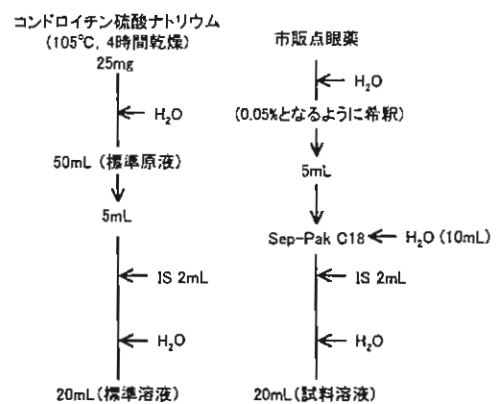 コンドロイチン硫酸ナトリウム
(105℃, 4時間乾燥)
25mg
H₂O
50mL (標準原液)
5mL
IS 2mL
H₂O
20mL(標準溶液)
市販点眼薬
H₂O
(0.05%となるように希釈)
5mL
Sep-Pak C18 H₂O (10mL)
IS 2mL
H₂O
20mL(試料溶液)